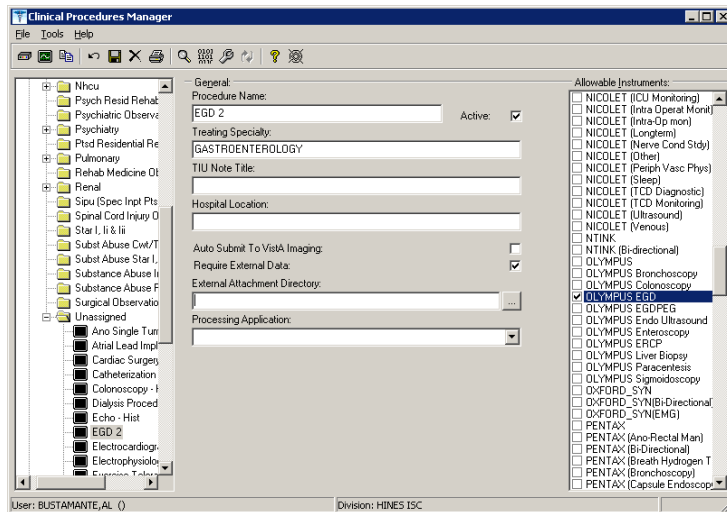 Clinical Procedures Manager
File Tools Help
Nhcu
Psych Resid Rehab
Psychiatric Observa
Psychiatry
Ptsd Residential Re
Pulmonary
Rehab Medicine Ob
Renal
Sipu (Spec Inpt Pts
Spinal Cord Injury O
Star I, Ii & Iii
Subst Abuse Cwt/T
Subst Abuse Star I,
Substance Abuse I
Substance Abuse F
Surgical Observatio
Unassigned
Ano Single Tum
Atrial Lead Impl
Cardiac Surgery
Catheterization
Colonoscopy - H
Dialysis Proced
Echo - Hist
EGD 2
Electrocardiogr
Electrophysiolo
General:
Procedure Name:
EGD 2
Active:
Treating Specialty:
GASTROENTEROLOGY
TIU Note Title:
Hospital Location:
Auto Submit To VistA Imaging:
Require External Data:
External Attachment Directory:
...
Processing Application:
Allowable Instruments:
NICOLET (ICU Monitoring)
NICOLET (Intra Operat Monit)
NICOLET (Intra-Op mon)
NICOLET (Longterm)
NICOLET (Nerve Cond Stdy)
NICOLET (Other)
NICOLET (Periph Vasc Phys)
NICOLET (Sleep)
NICOLET (TCD Diagnostic)
NICOLET (TCD Monitoring)
NICOLET (Ultrasound)
NICOLET (Venous)
NTINK
NTINK (Bi-directional)
OLYMPUS
OLYMPUS Bronchoscopy
OLYMPUS Colonoscopy
OLYMPUS EGD
OLYMPUS EGDPEG
OLYMPUS Endo Ultrasound
OLYMPUS Enteroscopy
OLYMPUS ERCP
OLYMPUS Liver Biopsy
OLYMPUS Paracentesis
OLYMPUS Sigmoidoscopy
OXFORD_SYN
OXFORD_SYN(Bi-Directional)
OXFORD_SYN(EMG)
PENTAX
PENTAX (Ano-Rectal Man)
PENTAX (Bi-Directional)
PENTAX (Breath Hydrogen T
PENTAX (Bronchoscopy)
PENTAX (Capsule Endoscop
User: BUSTAMANTE,AL ()
Division: HINES ISC